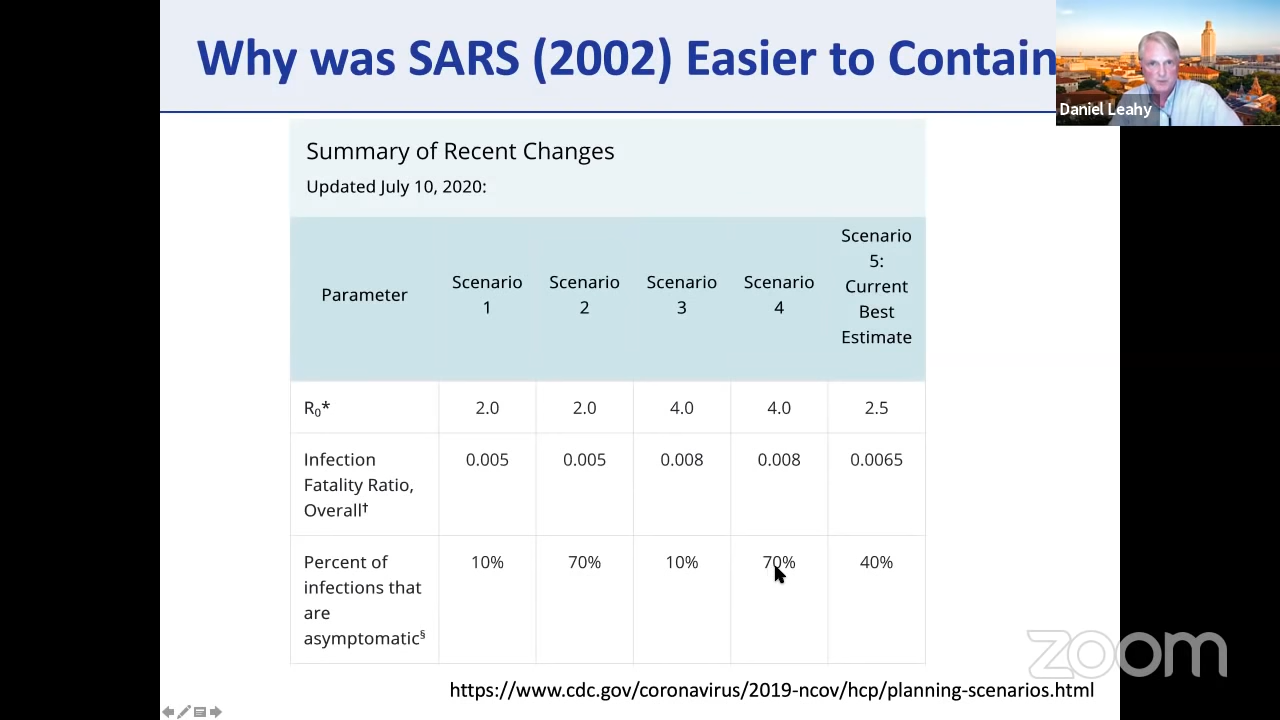 Why was SARS (2002) Easier to Contain
Daniel Leahy
Summary of Recent Changes
Updated July 10, 2020:
Parameter
Scenario
1
Scenario
2
Scenario
3
Scenario
4
Scenario
5:
Current
Best
Estimate
R₀* 2.0 2.0 4.0 4.0 2.5
Infection
Fatality Ratio,
Overall†
0.005 0.005 0.008 0.008 0.0065
Percent of
infections that
are
asymptomatic§
10% 70% 10% 70% 40%
zoom
https://www.cdc.gov/coronavirus/2019-ncov/hcp/planning-scenarios.html